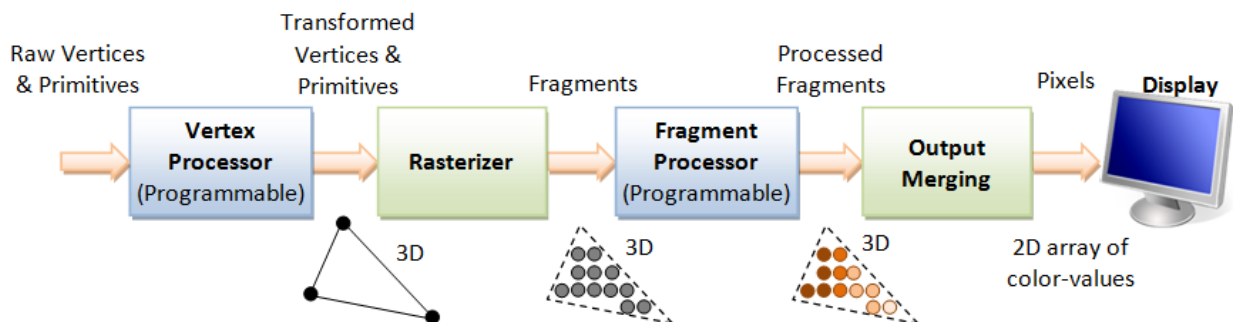 Raw Vertices
& Primitives
Transformed
Vertices &
Primitives
Fragments
Processed
Fragments
Pixels
Display
Vertex
Processor
(Programmable)
Rasterizer
Fragment
Processor
(Programmable)
Output
Merging
3D
3D
3D
2D array of
color-values